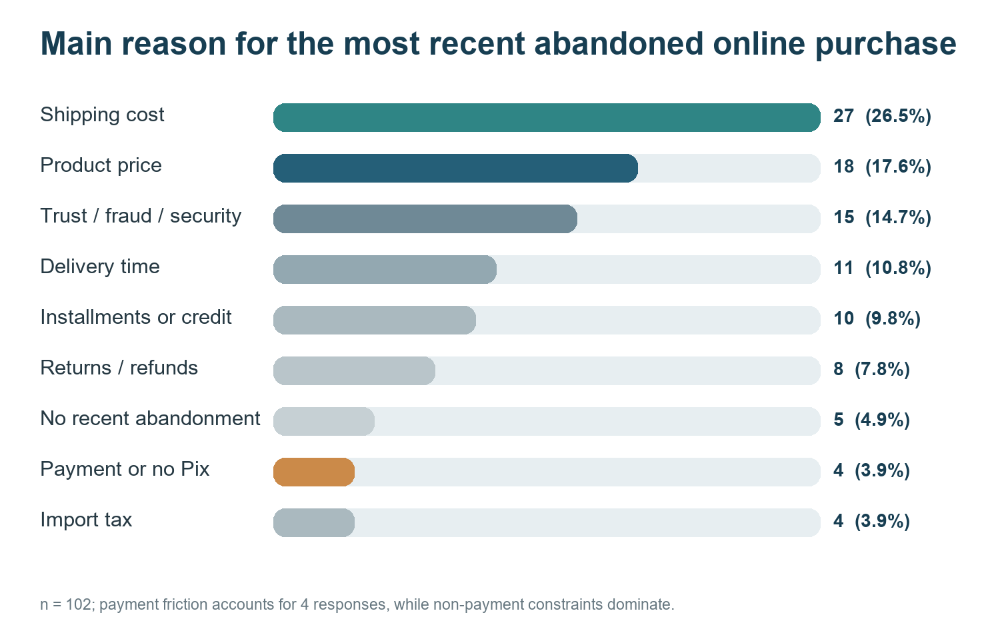 Main reason for the most recent abandoned online purchase
Shipping cost 27 (26.5%)
Product price 18 (17.6%)
Trust / fraud / security 15 (14.7%)
Delivery time 11 (10.8%)
Installments or credit 10 (9.8%)
Returns / refunds 8 (7.8%)
No recent abandonment 5 (4.9%)
Payment or no Pix 4 (3.9%)
Import tax 4 (3.9%)
n = 102; payment friction accounts for 4 responses, while non-payment constraints dominate.